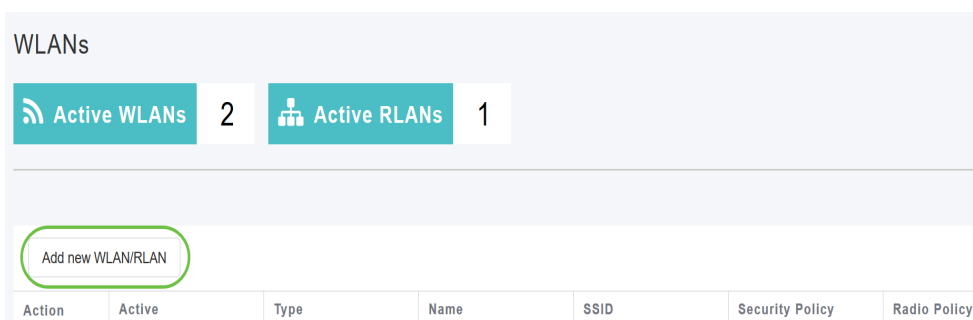 WLANs
Active WLANs 2 Active RLANs 1
Add new WLAN/RLAN
Action Active Type Name SSID Security Policy Radio Policy